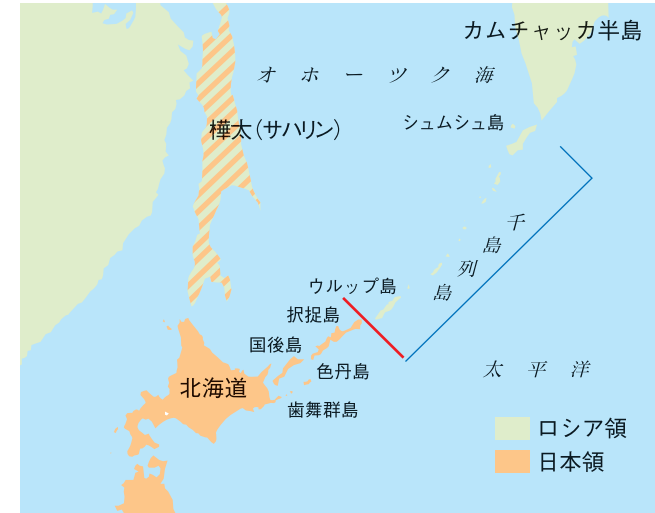 カムチャッカ半島
オホーツク海
シュムシュ島
樺太（サハリン）
千島列島
ウルップ島
択捉島
国後島
色丹島
北海道
歯舞群島
太平洋
ロシア領
日本領